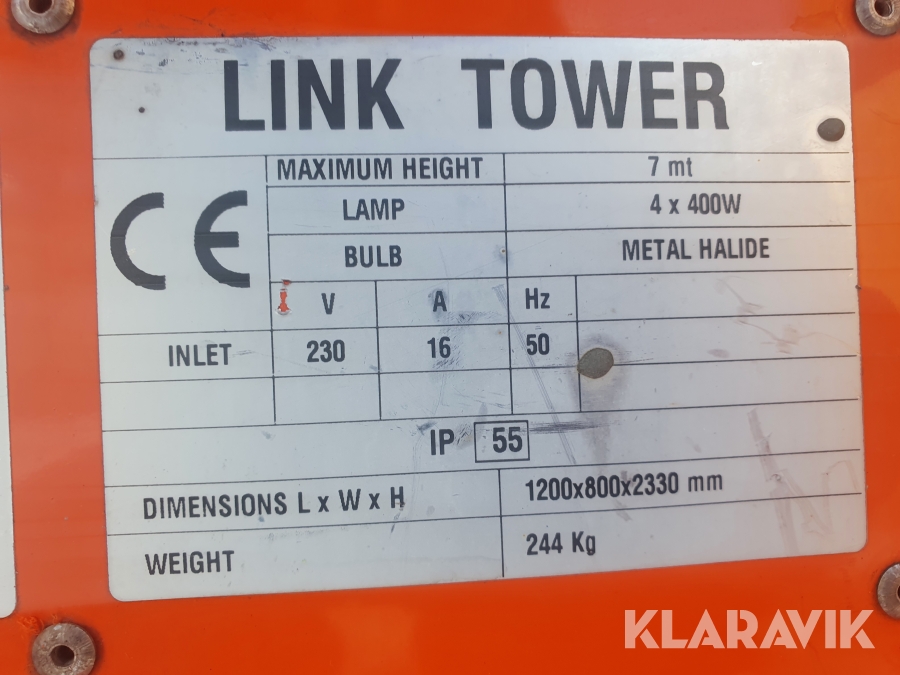 LINK TOWER
CE
MAXIMUM HEIGHT 7 mt
LAMP 4 x 400W
BULB METAL HALIDE
V A Hz
INLET 230 16 50
IP 55
DIMENSIONS L x W x H 1200x800x2330 mm
WEIGHT 244 Kg
KLARAVIK